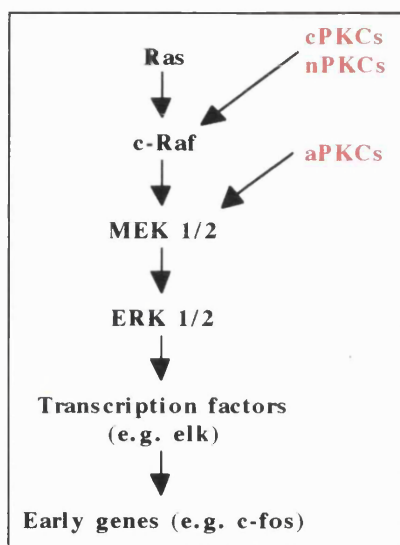 cPKCs
nPKCs
Ras
c-Raf
aPKCs
MEK 1/2
ERK 1/2
Transcription factors
(e.g. elk)
Early genes (e.g. c-fos)